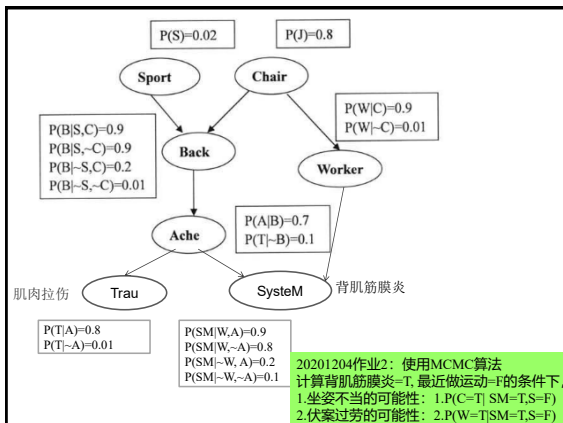 P(S)=0.02
P(J)=0.8
Sport
Chair
P(W|C)=0.9
P(W|~C)=0.01
P(B|S,C)=0.9
P(B|S,~C)=0.9
P(B|~S,C)=0.2
P(B|~S,~C)=0.01
Back
Worker
P(A|B)=0.7
P(T|~B)=0.1
Ache
肌肉拉伤
Trau
SysteM
背肌筋膜炎
P(T|A)=0.8
P(T|~A)=0.01
P(SM|W,A)=0.9
P(SM|W,~A)=0.8
P(SM|~W, A)=0.2
P(SM|~W,~A)=0.1
20201204作业2：使用MCMC算法
计算背肌筋膜炎=T, 最近做运动=F的条件下,
1.坐姿不当的可能性：1.P(C=T| SM=T,S=F)
2.伏案过劳的可能性：2.P(W=T|SM=T,S=F)